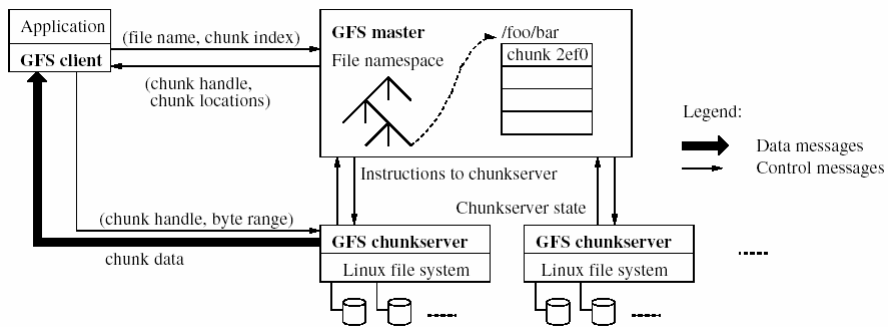 Application
GFS client
(file name, chunk index)
(chunk handle,
chunk locations)
GFS master
File namespace
/foo/bar
chunk 2ef0
Legend:
Data messages
Control messages
Instructions to chunkserver
Chunkserver state
(chunk handle, byte range)
chunk data
GFS chunkserver
Linux file system
GFS chunkserver
Linux file system